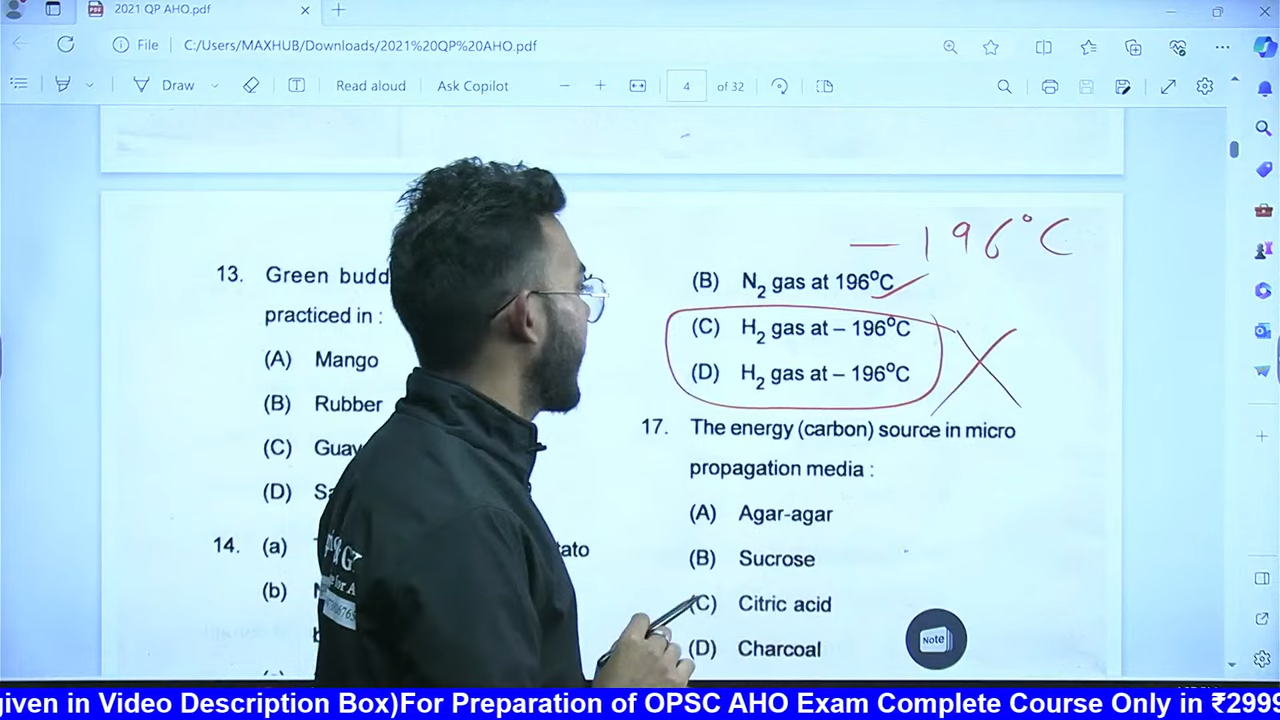 2021 QP AHO.pdf
File
C:/Users/MAXHUB/Downloads/2021%20QP%20AHO.pdf
Draw
Read aloud
Ask Copilot
4
of 32
13. Green budd
practiced in :
(A) Mango
(B) Rubber
(C) Guav
(D) Sa
14. (a)
tato
(b)
– 196°C
(B) N2 gas at 196°C
(C) H2 gas at – 196°C
(D) H2 gas at – 196°C
17. The energy (carbon) source in micro
propagation media :
(A) Agar-agar
(B) Sucrose
(C) Citric acid
(D) Charcoal
Note
given in Video Description Box)For Preparation of OPSC AHO Exam Complete Course Only in ₹2999